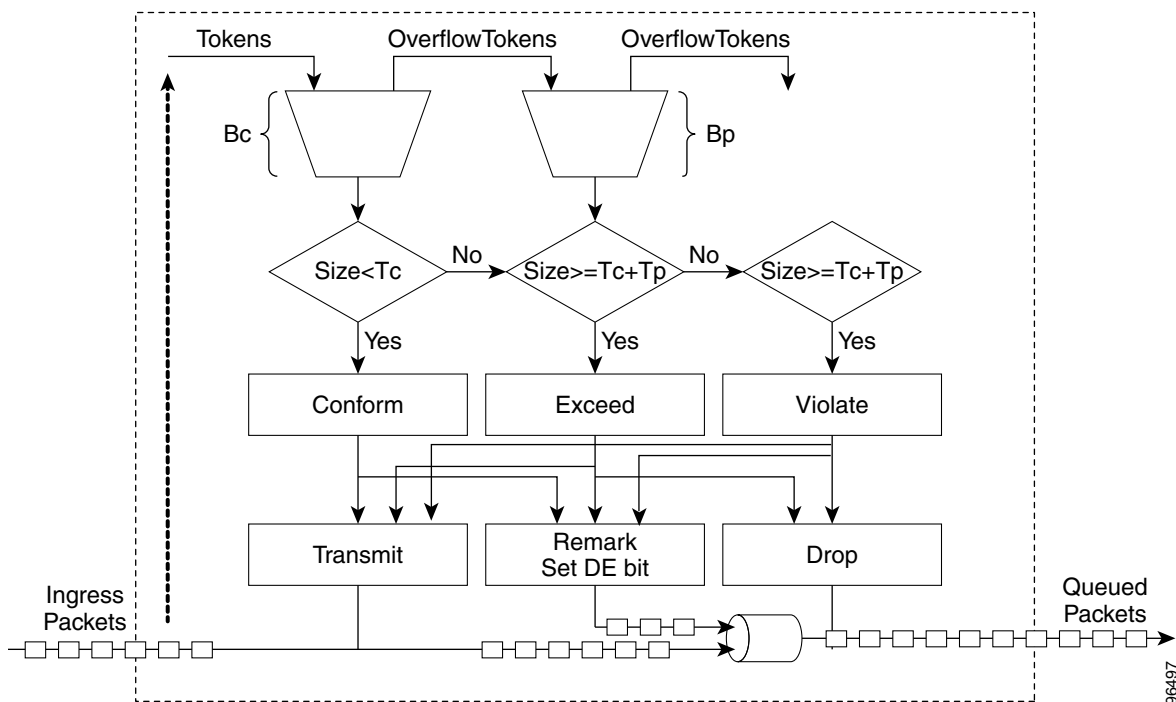 Tokens
OverflowTokens
OverflowTokens
Bc
Bp
Size<Tc
No
Size>=Tc+Tp
No
Size>=Tc+Tp
Yes
Yes
Yes
Conform
Exceed
Violate
Transmit
Remark
Set DE bit
Drop
Ingress
Packets
Queued
Packets
96497